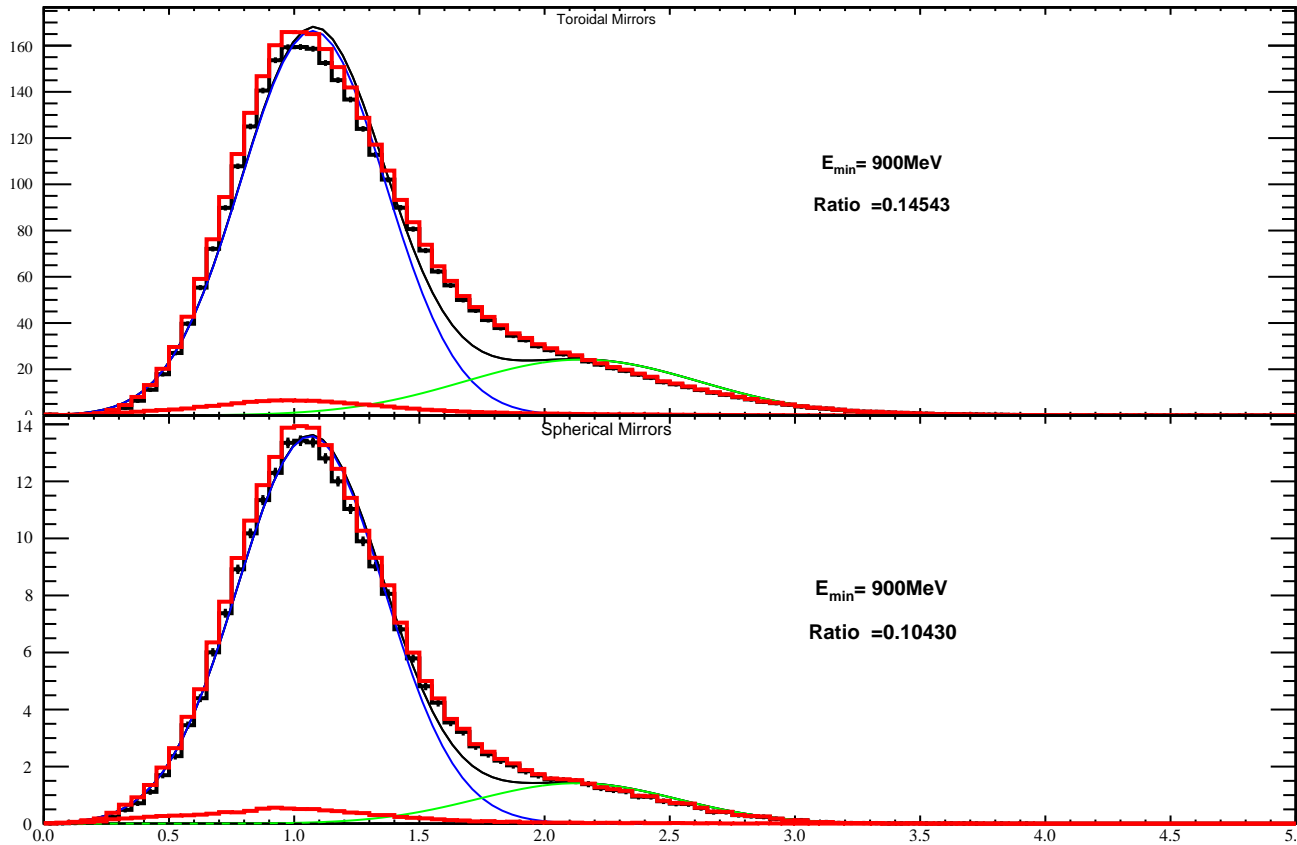 Toroidal Mirrors
160
140
120
100
80
60
40
20
0
E_min= 900MeV
Ratio =0.14543
Spherical Mirrors
14
12
10
8
6
4
2
0
E_min= 900MeV
Ratio =0.10430
0.0 0.5 1.0 1.5 2.0 2.5 3.0 3.5 4.0 4.5 5.